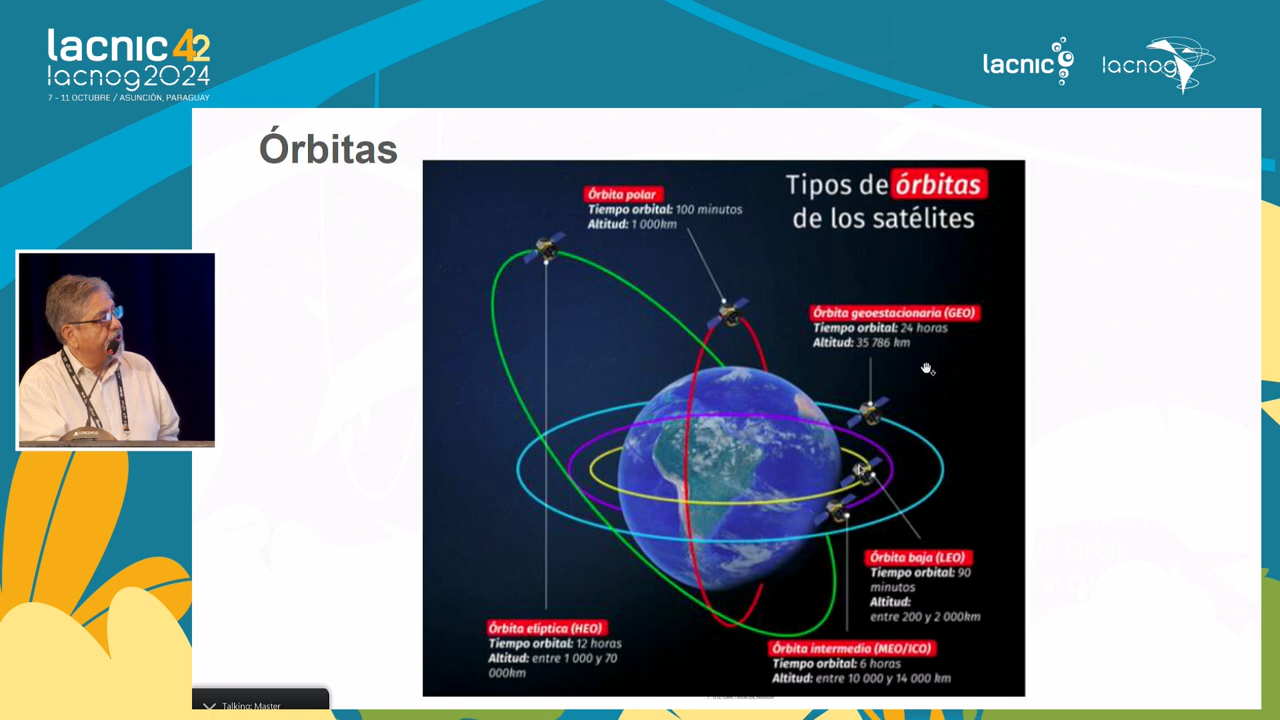 lacnic 42
lacnog2024
7 - 11 OCTUBRE / ASUNCIÓN, PARAGUAY
lacnic
lacnog
Órbitas
Tipos de órbitas
de los satélites
Órbita polar
Tiempo orbital: 100 minutos
Altitud: 1 000km
Órbita geoestacionaria (GEO)
Tiempo orbital: 24 horas
Altitud: 35 786 km
Órbita baja (LEO)
Tiempo orbital: 90
minutos
Altitud:
entre 200 y 2 000km
Órbita elíptica (HEO)
Tiempo orbital: 12 horas
Altitud: entre 1 000 y 70
000km
Órbita intermedia (MEO/ICO)
Tiempo orbital: 6 horas
Altitud: entre 10 000 y 14 000 km
Talking: Master